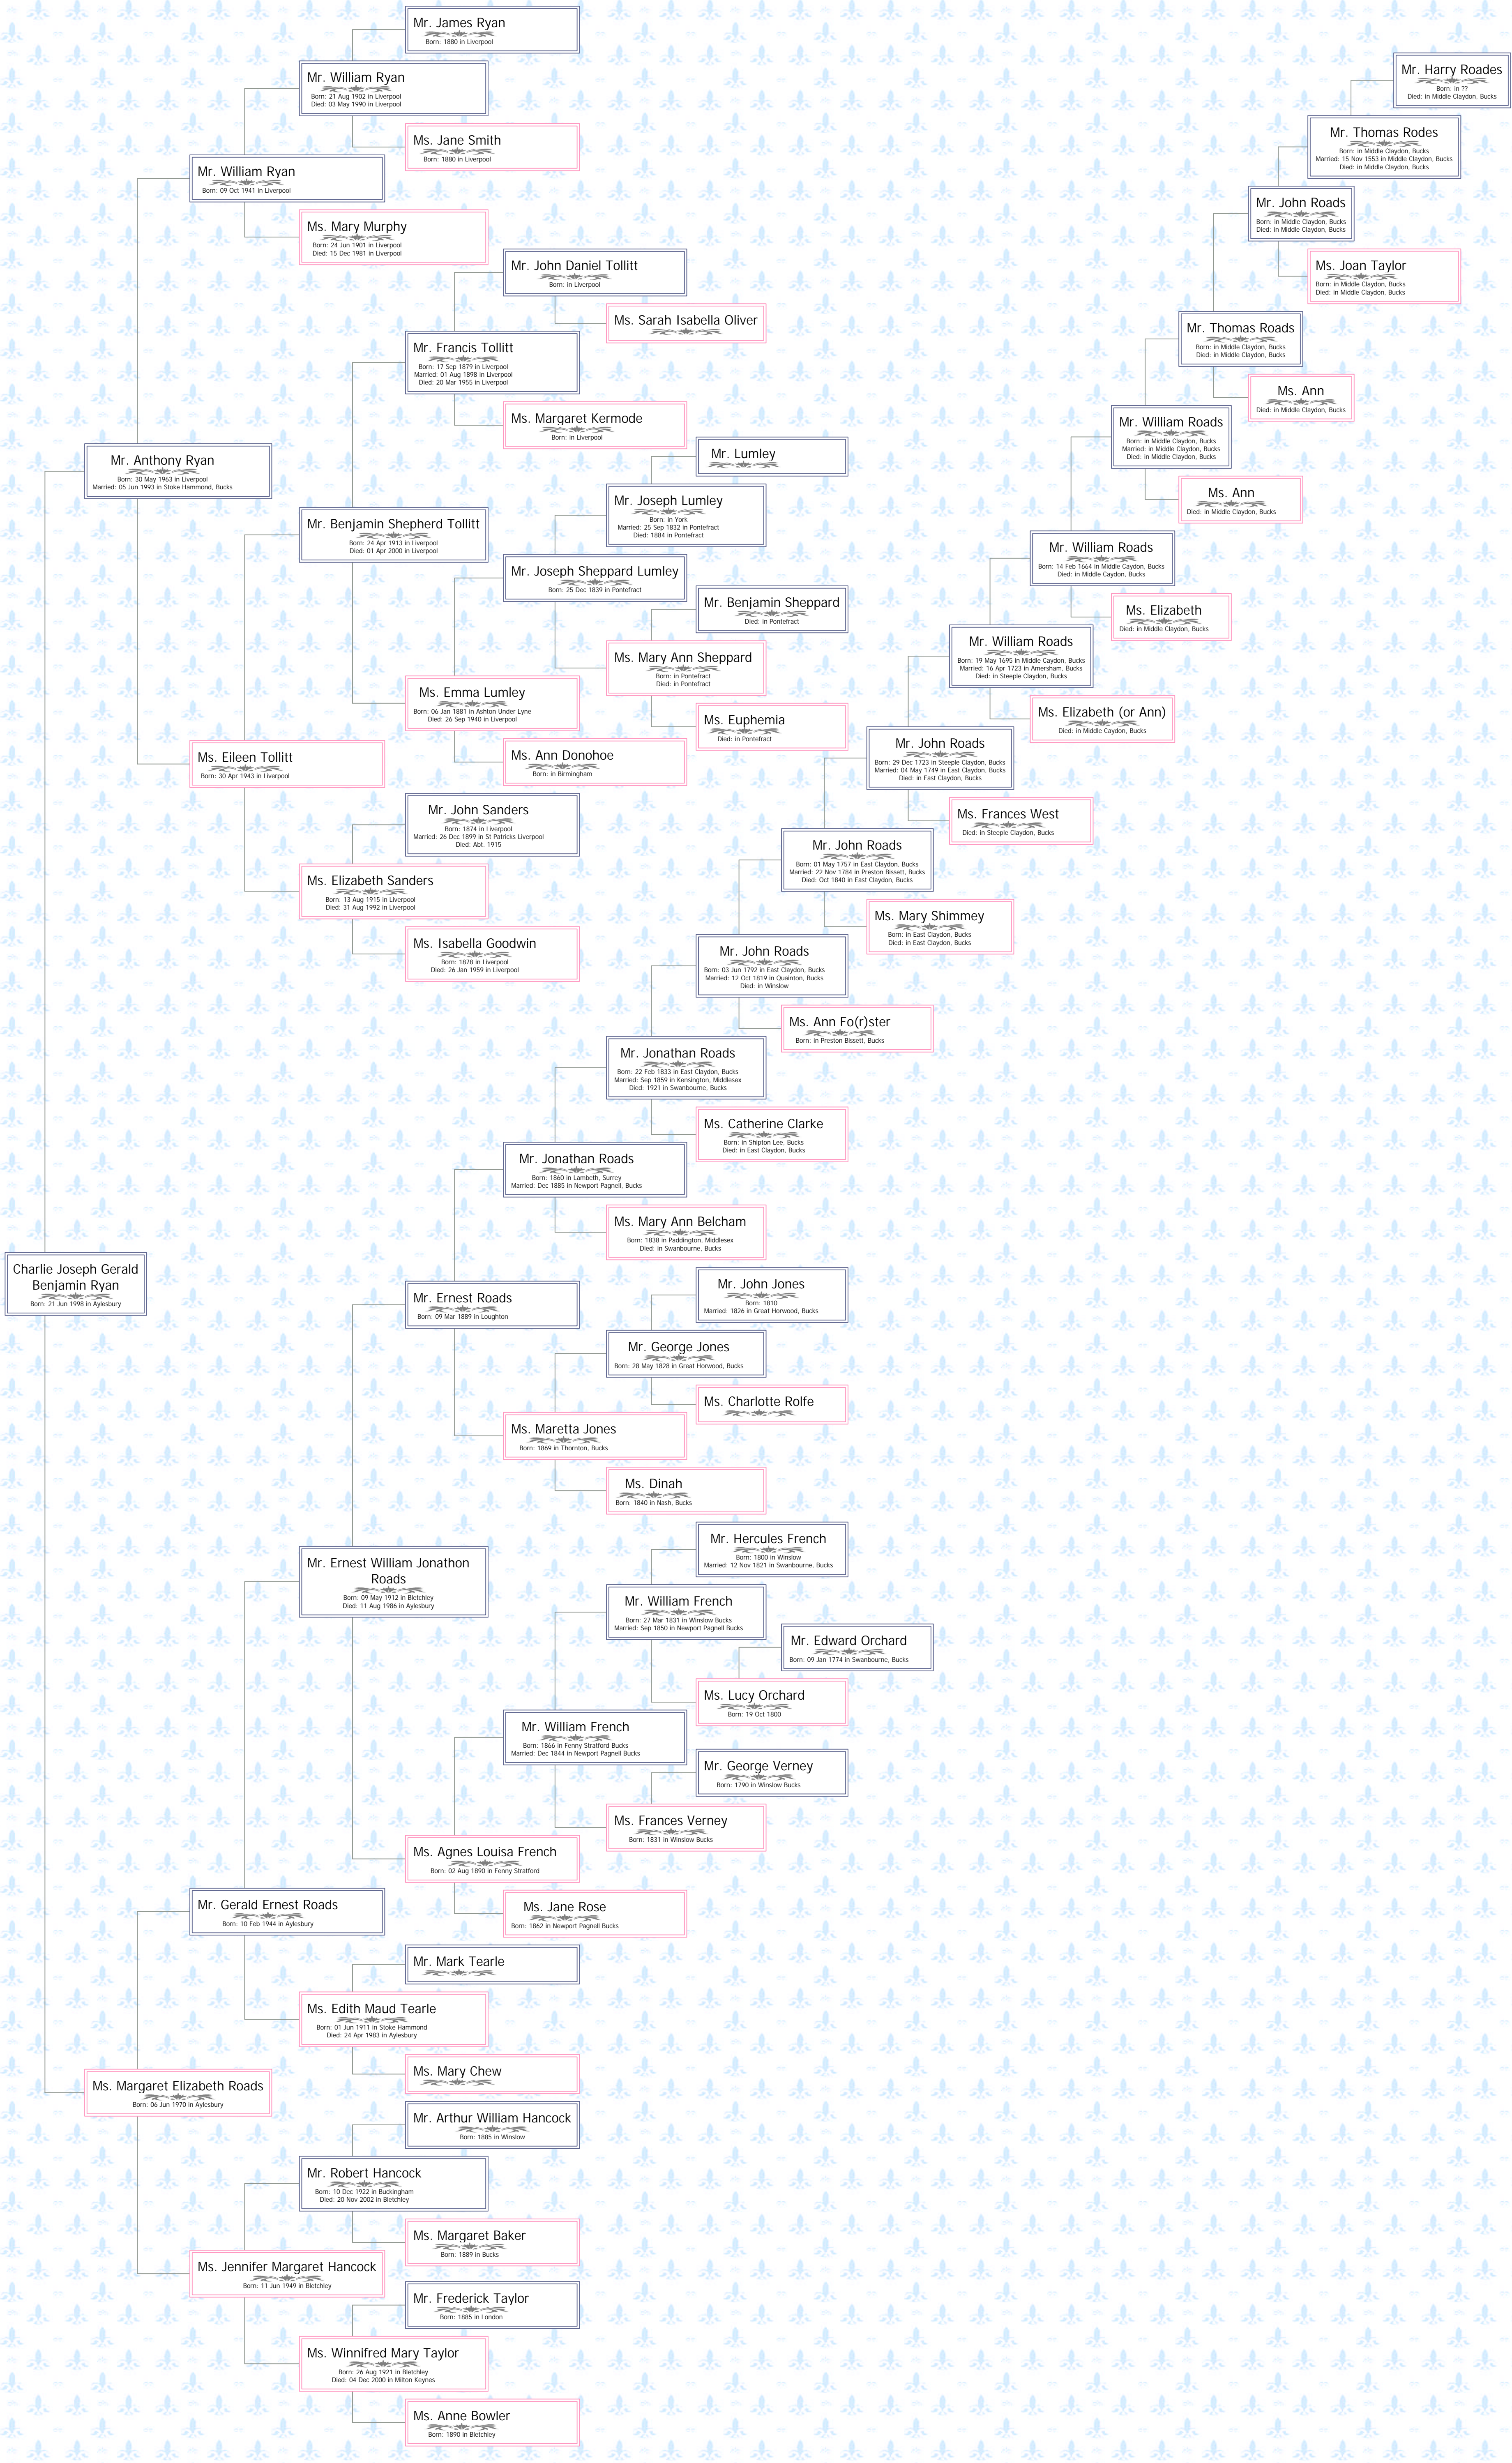 Mr. James Ryan
Born: 1880 in Liverpool
Mr. Harry Roades
Born: in ??
Died: in Middle Claydon, Bucks
Mr. William Ryan
Born: 21 Aug 1902 in Liverpool
Died: 03 May 1990 in Liverpool
Mr. Thomas Rodes
Born: in Middle Claydon, Bucks
Married: 15 Nov 1553 in Middle Claydon, Bucks
Died: in Middle Claydon, Bucks
Ms. Jane Smith
Born: 1880 in Liverpool
Mr. William Ryan
Born: 09 Oct 1941 in Liverpool
Mr. John Roads
Born: in Middle Claydon, Bucks
Died: in Middle Claydon, Bucks
Ms. Mary Murphy
Born: 24 Jun 1901 in Liverpool
Died: 15 Dec 1981 in Liverpool
Mr. John Daniel Tollitt
Born: in Liverpool
Ms. Joan Taylor
Born: in Middle Claydon, Bucks
Died: in Middle Claydon, Bucks
Ms. Sarah Isabella Oliver
Mr. Thomas Roads
Born: in Middle Claydon, Bucks
Died: in Middle Claydon, Bucks
Mr. Francis Tollitt
Born: 17 Sep 1879 in Liverpool
Married: 01 Aug 1898 in Liverpool
Died: 20 Mar 1955 in Liverpool
Ms. Ann
Died: in Middle Claydon, Bucks
Ms. Margaret Kermode
Born: in Liverpool
Mr. William Roads
Born: in Middle Claydon, Bucks
Married: in Middle Claydon, Bucks
Died: in Middle Claydon, Bucks
Mr. Lumley
Mr. Anthony Ryan
Born: 30 May 1963 in Liverpool
Married: 05 Jun 1993 in Stoke Hammond, Bucks
Ms. Ann
Died: in Middle Claydon, Bucks
Mr. Joseph Lumley
Born: in York
Married: 25 Sep 1832 in Pontefract
Died: 1884 in Pontefract
Mr. Benjamin Shepherd Tollitt
Born: 24 Apr 1913 in Liverpool
Died: 01 Apr 2000 in Liverpool
Mr. William Roads
Born: 14 Feb 1664 in Middle Caydon, Bucks
Died: in Middle Caydon, Bucks
Mr. Joseph Sheppard Lumley
Born: 25 Dec 1839 in Pontefract
Mr. Benjamin Sheppard
Died: in Pontefract
Ms. Elizabeth
Died: in Middle Claydon, Bucks
Mr. William Roads
Born: 19 May 1695 in Middle Caydon, Bucks
Married: 16 Apr 1723 in Amersham, Bucks
Died: in Steeple Claydon, Bucks
Ms. Mary Ann Sheppard
Born: in Pontefract
Died: in Pontefract
Ms. Emma Lumley
Born: 06 Jan 1881 in Ashton Under Lyne
Died: 26 Sep 1940 in Liverpool
Ms. Euphemia
Died: in Pontefract
Ms. Elizabeth (or Ann)
Died: in Middle Caydon, Bucks
Ms. Eileen Tollitt
Born: 30 Apr 1943 in Liverpool
Ms. Ann Donohoe
Born: in Birmingham
Mr. John Roads
Born: 29 Dec 1723 in Steeple Claydon, Bucks
Married: 04 May 1749 in East Claydon, Bucks
Died: in East Claydon, Bucks
Mr. John Sanders
Born: 1874 in Liverpool
Married: 26 Dec 1899 in St Patricks Liverpool
Died: Abt. 1915
Ms. Frances West
Died: in Steeple Claydon, Bucks
Mr. John Roads
Born: 01 May 1757 in East Claydon, Bucks
Married: 22 Nov 1784 in Preston Bissett, Bucks
Died: Oct 1840 in East Claydon, Bucks
Ms. Elizabeth Sanders
Born: 13 Aug 1915 in Liverpool
Died: 31 Aug 1992 in Liverpool
Ms. Mary Shimmey
Born: in East Claydon, Bucks
Died: in East Claydon, Bucks
Ms. Isabella Goodwin
Born: 1878 in Liverpool
Died: 26 Jan 1959 in Liverpool
Mr. John Roads
Born: 03 Jun 1792 in East Claydon, Bucks
Married: 12 Oct 1819 in Quainton, Bucks
Died: in Winslow
Ms. Ann Fo(r)ster
Born: in Preston Bissett, Bucks
Mr. Jonathan Roads
Born: 22 Feb 1833 in East Claydon, Bucks
Married: Sep 1859 in Kensington, Middlesex
Died: 1921 in Swanbourne, Bucks
Ms. Catherine Clarke
Born: in Shipton Lee, Bucks
Died: in East Claydon, Bucks
Mr. Jonathan Roads
Born: 1860 in Lambeth, Surrey
Married: Dec 1885 in Newport Pagnell, Bucks
Ms. Mary Ann Belcham
Born: 1838 in Paddington, Middlesex
Died: in Swanbourne, Bucks
Charlie Joseph Gerald
Benjamin Ryan
Born: 21 Jun 1998 in Aylesbury
Mr. John Jones
Born: 1810
Married: 1826 in Great Horwood, Bucks
Mr. Ernest Roads
Born: 09 Mar 1889 in Loughton
Mr. George Jones
Born: 28 May 1828 in Great Horwood, Bucks
Ms. Charlotte Rolfe
Ms. Maretta Jones
Born: 1869 in Thornton, Bucks
Ms. Dinah
Born: 1840 in Nash, Bucks
Mr. Hercules French
Born: 1800 in Winslow
Married: 12 Nov 1821 in Swanbourne, Bucks
Mr. Ernest William Jonathon
Roads
Born: 09 May 1912 in Bletchley
Died: 11 Aug 1986 in Aylesbury
Mr. William French
Born: 27 Mar 1831 in Winslow Bucks
Married: Sep 1850 in Newport Pagnell Bucks
Mr. Edward Orchard
Born: 09 Jan 1774 in Swanbourne, Bucks
Ms. Lucy Orchard
Born: 19 Oct 1800
Mr. William French
Born: 1866 in Fenny Stratford Bucks
Married: Dec 1844 in Newport Pagnell Bucks
Mr. George Verney
Born: 1790 in Winslow Bucks
Ms. Frances Verney
Born: 1831 in Winslow Bucks
Ms. Agnes Louisa French
Born: 02 Aug 1890 in Fenny Stratford
Mr. Gerald Ernest Roads
Born: 10 Feb 1944 in Aylesbury
Ms. Jane Rose
Born: 1862 in Newport Pagnell Bucks
Mr. Mark Tearle
Ms. Edith Maud Tearle
Born: 01 Jun 1911 in Stoke Hammond
Died: 24 Apr 1983 in Aylesbury
Ms. Mary Chew
Ms. Margaret Elizabeth Roads
Born: 06 Jun 1970 in Aylesbury
Mr. Arthur William Hancock
Born: 1885 in Winslow
Mr. Robert Hancock
Born: 10 Dec 1922 in Buckingham
Died: 20 Nov 2002 in Bletchley
Ms. Margaret Baker
Born: 1889 in Bucks
Ms. Jennifer Margaret Hancock
Born: 11 Jun 1949 in Bletchley
Mr. Frederick Taylor
Born: 1885 in London
Ms. Winnifred Mary Taylor
Born: 26 Aug 1921 in Bletchley
Died: 04 Dec 2000 in Milton Keynes
Ms. Anne Bowler
Born: 1890 in Bletchley